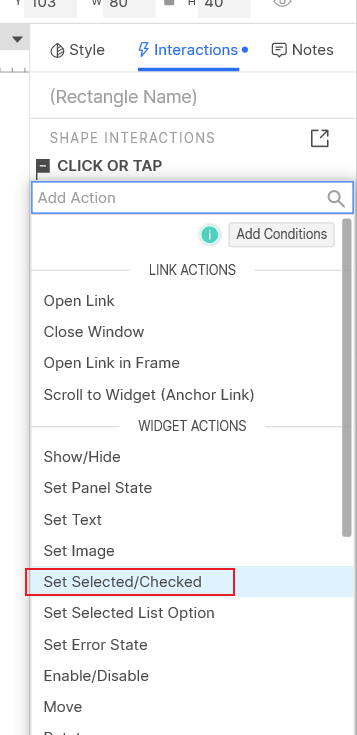 Y 103 W 80 H 40
Style Interactions Notes
(Rectangle Name)
SHAPE INTERACTIONS
CLICK OR TAP
Add Action
i Add Conditions
LINK ACTIONS
Open Link
Close Window
Open Link in Frame
Scroll to Widget (Anchor Link)
WIDGET ACTIONS
Show/Hide
Set Panel State
Set Text
Set Image
Set Selected/Checked
Set Selected List Option
Set Error State
Enable/Disable
Move